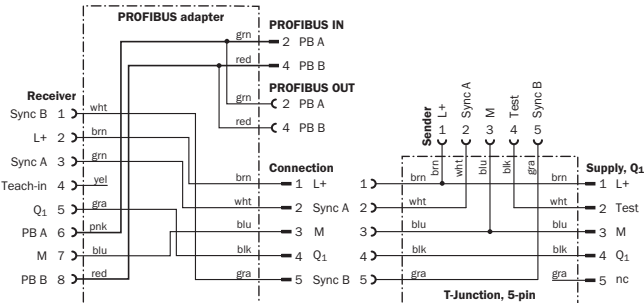 PROFIBUS adapter
PROFIBUS IN
grn 2 PB A
red 4 PB B
PROFIBUS OUT
grn 2 PB A
red 4 PB B
Receiver
Sync B 1 wht
L+ 2 brn
Sync A 3 grn
Teach-in 4 yel
Q1 5 gra
PB A 6 pnk
M 7 blu
PB B 8 red
Connection
brn 1 L+
wht 2 Sync A
blu 3 M
blk 4 Q1
gra 5 Sync B
Sender
L+ 1 brn
Sync A 2 wht
M 3 blu
Test 4 blk
Sync B 5 gra
Supply, Q1
1 brn brn 1 L+
2 wht wht 2 Test
3 blu blu 3 M
4 blk blk 4 Q1
5 gra gra 5 nc
T-Junction, 5-pin